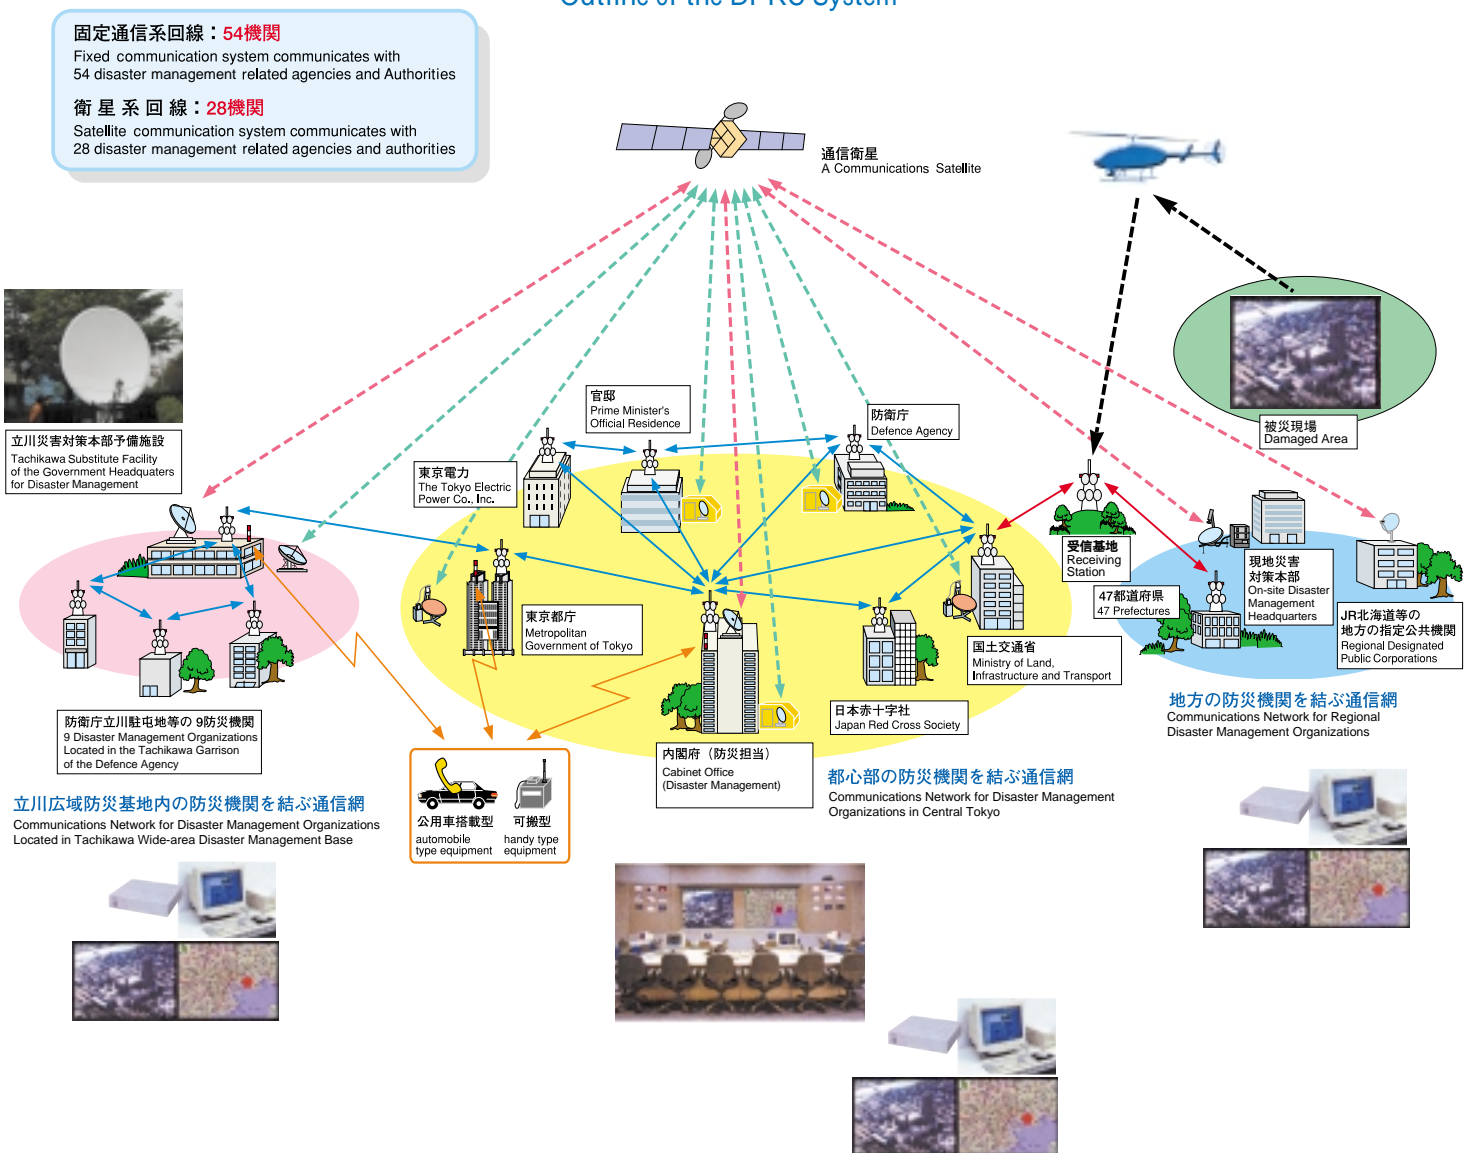 固定通信系回線：54機関
Fixed communication system communicates with
54 disaster management related agencies and Authorities
衛星系回線：28機関
Satellite communication system communicates with
28 disaster management related agencies and authorities
通信衛星
A Communications Satellite
被災現場
Damaged Area
立川災害対策本部予備施設
Tachikawa Substitute Facility
of the Government Headquaters
for Disaster Management
官邸
Prime Minister's
Official Residence
防衛庁
Defence Agency
東京電力
The Tokyo Electric
Power Co., Inc.
受信基地
Receiving
Station
47都道府県
47 Prefectures
現地災害
対策本部
On-site Disaster
Management
Headquarters
JR北海道等の
地方の指定公共機関
Regional Designated
Public Corporations
東京都庁
Metropolitan
Government of Tokyo
国土交通省
Ministry of Land,
Infrastructure and Transport
日本赤十字社
Japan Red Cross Society
内閣府（防災担当）
Cabinet Office
(Disaster Management)
防衛庁立川駐屯地等の 9防災機関
9 Disaster Management Organizations
Located in the Tachikawa Garrison
of the Defence Agency
公用車搭載型
automobile
type equipment
可搬型
handy type
equipment
地方の防災機関を結ぶ通信網
Communications Network for Regional
Disaster Management Organizations
都心部の防災機関を結ぶ通信網
Communications Network for Disaster Management
Organizations in Central Tokyo
立川広域防災基地内の防災機関を結ぶ通信網
Communications Network for Disaster Management Organizations
Located in Tachikawa Wide-area Disaster Management Base